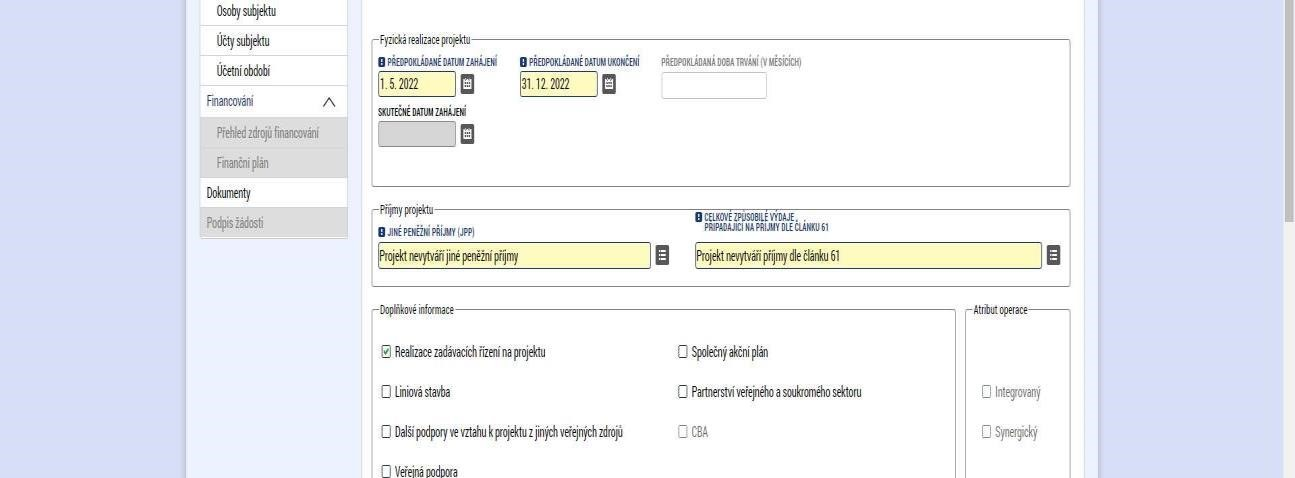 Osoby subjektu
Účty subjektu
Účetní období
Financování
Přehled zdrojů financování
Finanční plán
Dokumenty
Podpis žádosti
Fyzická realizace projektu
PŘEDPOKLÁDANÉ DATUM ZAHÁJENÍ
PŘEDPOKLÁDANÉ DATUM UKONČENÍ
PŘEDPOKLÁDANÁ DOBA TRVÁNÍ (V MĚSÍCÍCH)
1. 5. 2022
31. 12. 2022
SKUTEČNÉ DATUM ZAHÁJENÍ
Příjmy projektu
JINÉ PENĚŽNÍ PŘÍJMY (JPP)
CELKOVÉ ZPŮSOBILÉ VÝDAJE ,
PŘIPADAJÍCÍ NA PŘÍJMY DLE ČLÁNKU 61
Projekt nevytváří jiné peněžní příjmy
Projekt nevytváří příjmy dle článku 61
Doplňkové informace
Atribut operace
Realizace zadávacích řízení na projektu
Společný akční plán
Liniová stavba
Partnerství veřejného a soukromého sektoru
Integrovaný
Další podpory ve vztahu k projektu z jiných veřejných zdrojů
CBA
Synergický
Veřejná podpora